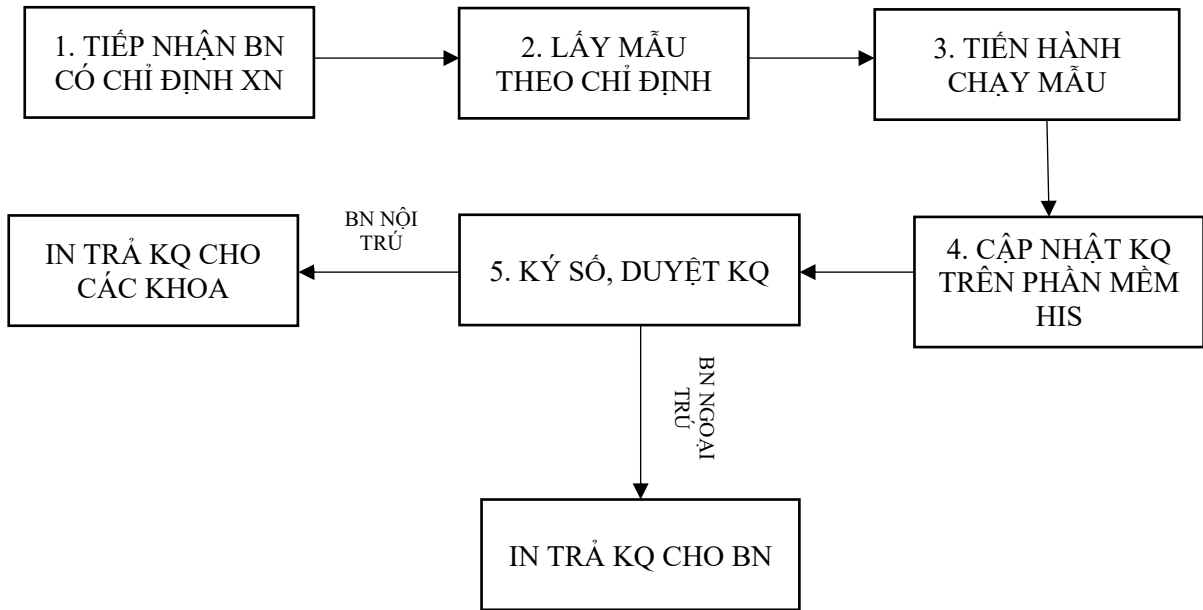 1. TIẾP NHẬN BN
CÓ CHỈ ĐỊNH XN
2. LẤY MẪU
THEO CHỈ ĐỊNH
3. TIẾN HÀNH
CHẠY MẪU
4. CẬP NHẬT KQ
TRÊN PHẦN MỀM
HIS
5. KÝ SỐ, DUYỆT KQ
BN NỘI
TRÚ
IN TRẢ KQ CHO
CÁC KHOA
BN NGOẠI
TRÚ
IN TRẢ KQ CHO BN